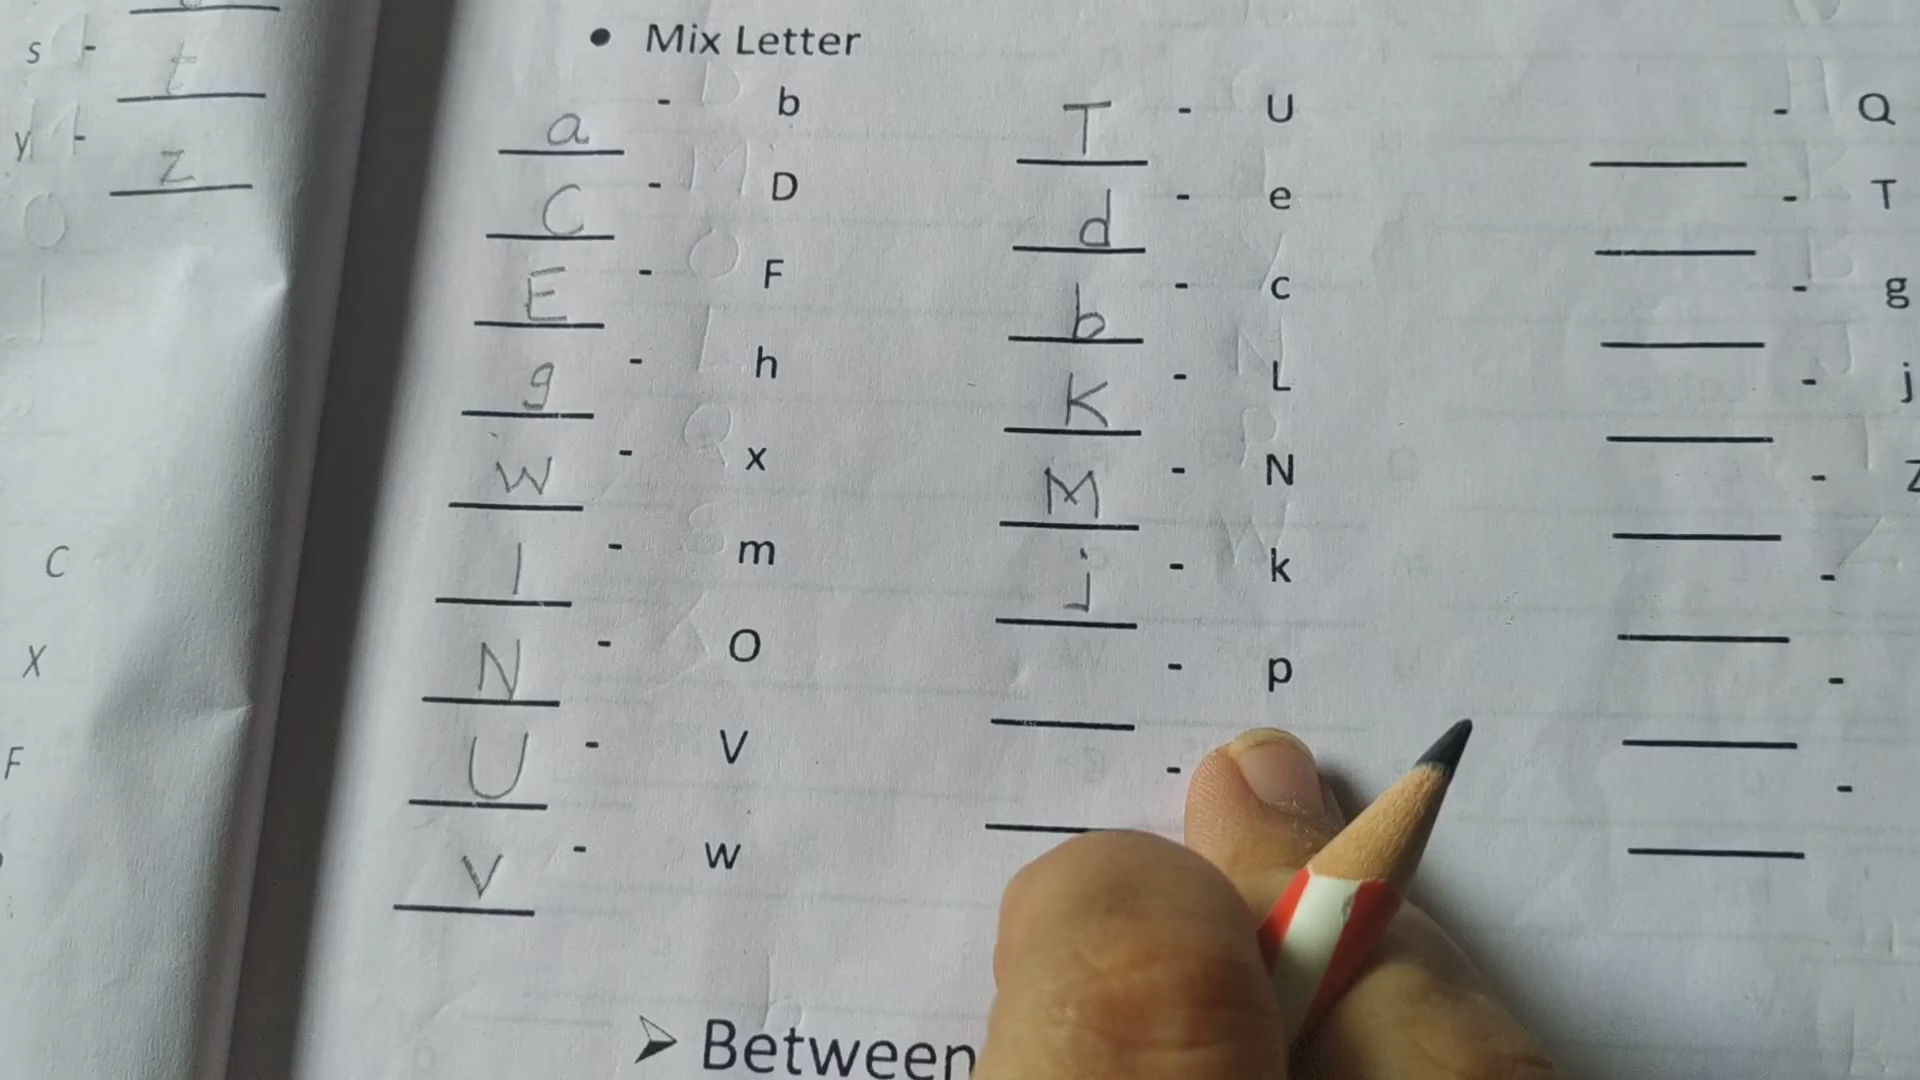 s - t
y - z
C
X
F
• Mix Letter
a - b
C - D
E - F
g - h
w - x
l - m
N - O
U - V
v - w
T - U
d - e
b - c
K - L
M - N
j - k
- p
-
- Q
- T
- g
- j
-
-
-
-
➢ Between